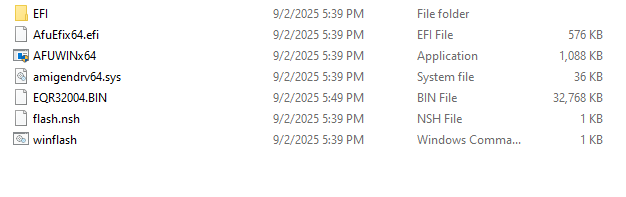 EFI 9/2/2025 5:39 PM File folder
AfuEfix64.efi 9/2/2025 5:39 PM EFI File 576 KB
AFUWINx64 9/2/2025 5:39 PM Application 1,088 KB
amigendrv64.sys 9/2/2025 5:39 PM System file 36 KB
EQR32004.BIN 9/2/2025 5:49 PM BIN File 32,768 KB
flash.nsh 9/2/2025 5:39 PM NSH File 1 KB
winflash 9/2/2025 5:39 PM Windows Comma... 1 KB